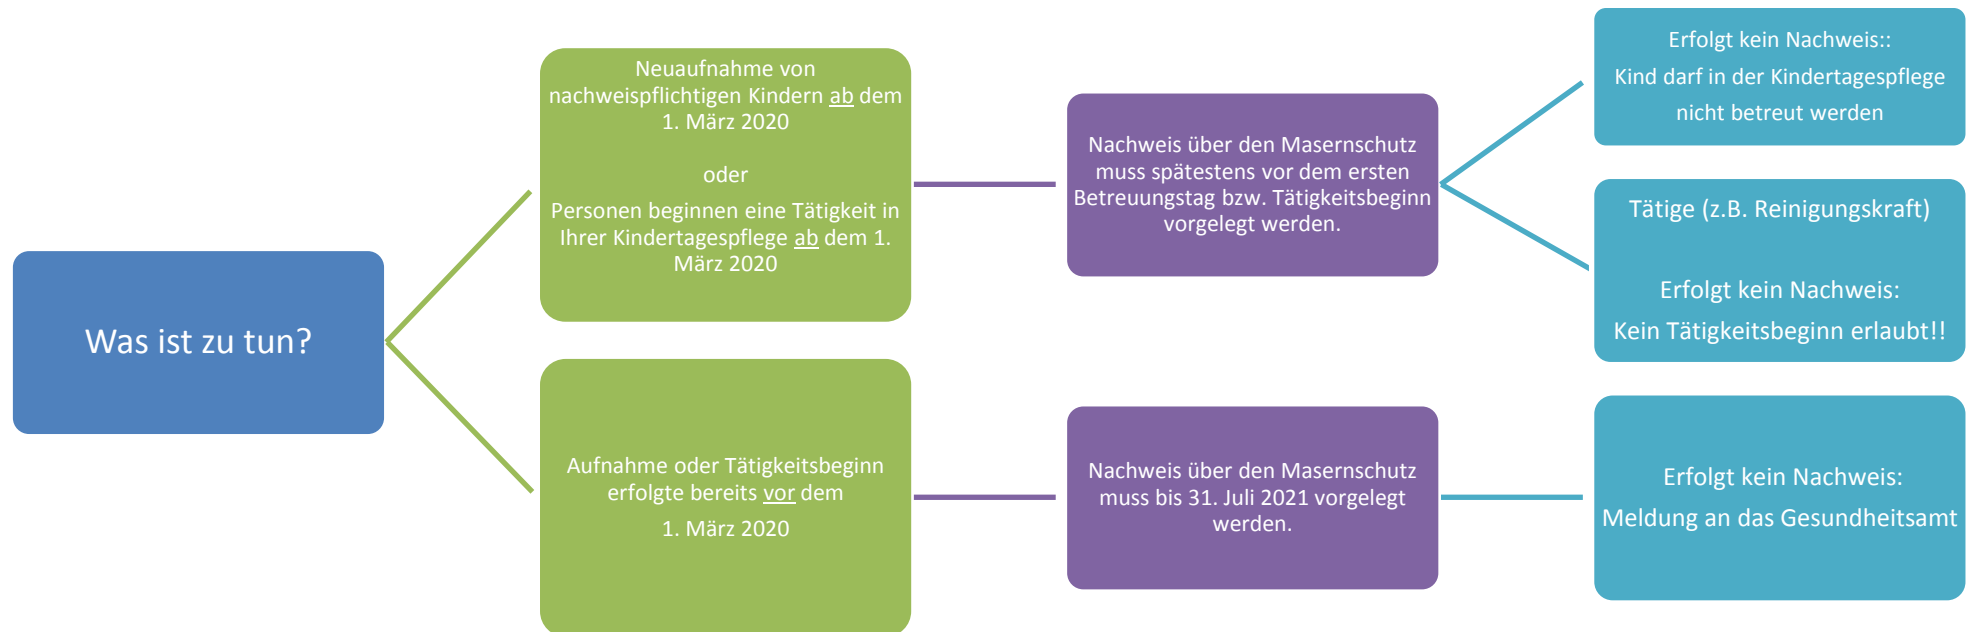 Was ist zu tun?
Neuaufnahme von
nachweispflichtigen Kindern ab dem
1. März 2020
oder
Personen beginnen eine Tätigkeit in
Ihrer Kindertagespflege ab dem 1.
März 2020
Nachweis über den Masernschutz
muss spätestens vor dem ersten
Betreuungstag bzw. Tätigkeitsbeginn
vorgelegt werden.
Erfolgt kein Nachweis::
Kind darf in der Kindertagespflege
nicht betreut werden
Tätige (z.B. Reinigungskraft)
Erfolgt kein Nachweis:
Kein Tätigkeitsbeginn erlaubt!!
Aufnahme oder Tätigkeitsbeginn
erfolgte bereits vor dem
1. März 2020
Nachweis über den Masernschutz
muss bis 31. Juli 2021 vorgelegt
werden.
Erfolgt kein Nachweis:
Meldung an das Gesundheitsamt